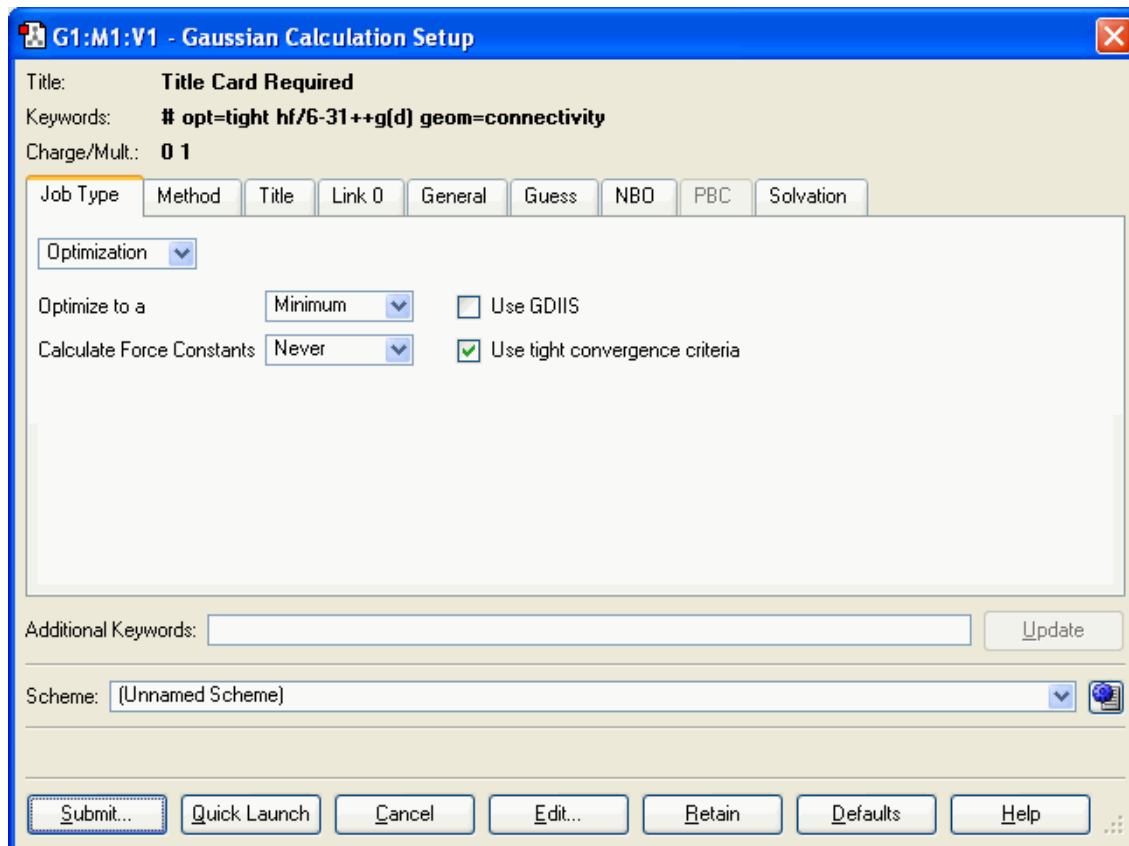 G1:M1:V1 - Gaussian Calculation Setup
Title: Title Card Required
Keywords: # opt=tight hf/6-31++g(d) geom=connectivity
Charge/Mult.: 0 1
Job Type Method Title Link 0 General Guess NBO PBC Solvation
Optimization
Optimize to a Minimum Use GDIIS
Calculate Force Constants Never Use tight convergence criteria
Additional Keywords: Update
Scheme: (Unnamed Scheme)
Submit... Quick Launch Cancel Edit... Retain Defaults Help